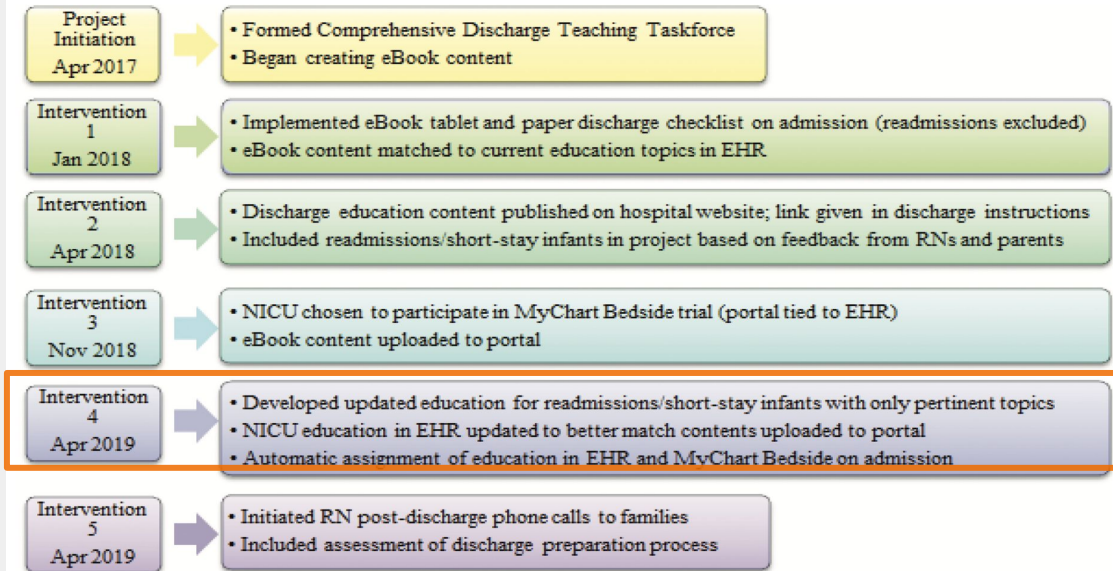 Project
Initiation
Apr 2017
• Formed Comprehensive Discharge Teaching Taskforce
• Began creating eBook content
Intervention
1
Jan 2018
• Implemented eBook tablet and paper discharge checklist on admission (readmissions excluded)
• eBook content matched to current education topics in EHR
Intervention
2
Apr 2018
• Discharge education content published on hospital website; link given in discharge instructions
• Included readmissions/short-stay infants in project based on feedback from RNs and parents
Intervention
3
Nov 2018
• NICU chosen to participate in MyChart Bedside trial (portal tied to EHR)
• eBook content uploaded to portal
Intervention
4
Apr 2019
• Developed updated education for readmissions/short-stay infants with only pertinent topics
• NICU education in EHR updated to better match contents uploaded to portal
• Automatic assignment of education in EHR and MyChart Bedside on admission
Intervention
5
Apr 2019
• Initiated RN post-discharge phone calls to families
• Included assessment of discharge preparation process